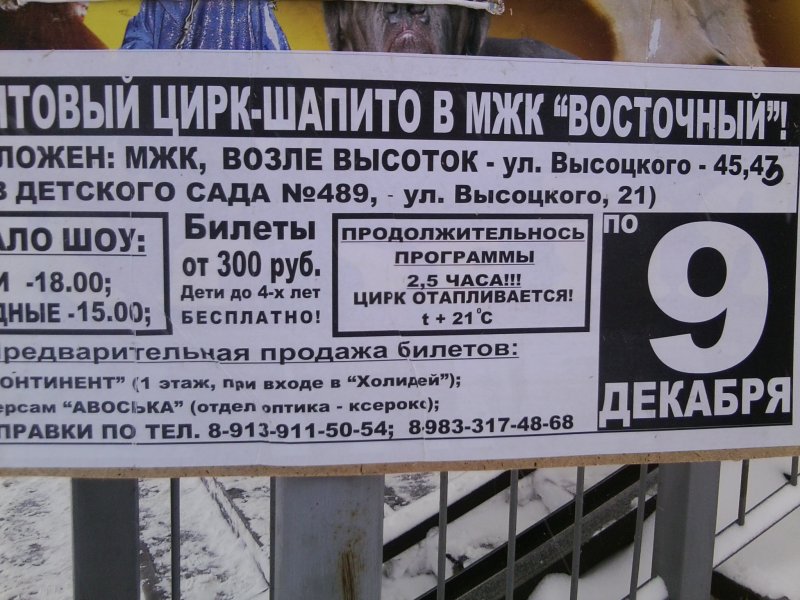 ТОВЫЙ ЦИРК-ШАПИТО В МЖК "ВОСТОЧНЫЙ"!
ЛОЖЕН: МЖК, ВОЗЛЕ ВЫСОТОК - ул. Высоцкого - 45,43
В ДЕТСКОГО САДА №489, - ул. Высоцкого, 21)
АЛО ШОУ:
И -18.00;
ДНЫЕ -15.00;
Билеты
от 300 руб.
Дети до 4-х лет
БЕСПЛАТНО!
ПРОДОЛЖИТЕЛЬНОСЬ
ПРОГРАММЫ
2,5 ЧАСА!!!
ЦИРК ОТАПЛИВАЕТСЯ!
t + 21°C
ПО
9
ДЕКАБРЯ
предварительная продажа билетов:
ОНТИНЕНТ" (1 этаж, при входе в "Холидей");
ерсам "АВОСЬКА" (отдел оптика - ксерокс);
ПРАВКИ ПО ТЕЛ. 8-913-911-50-54; 8-983-317-48-68